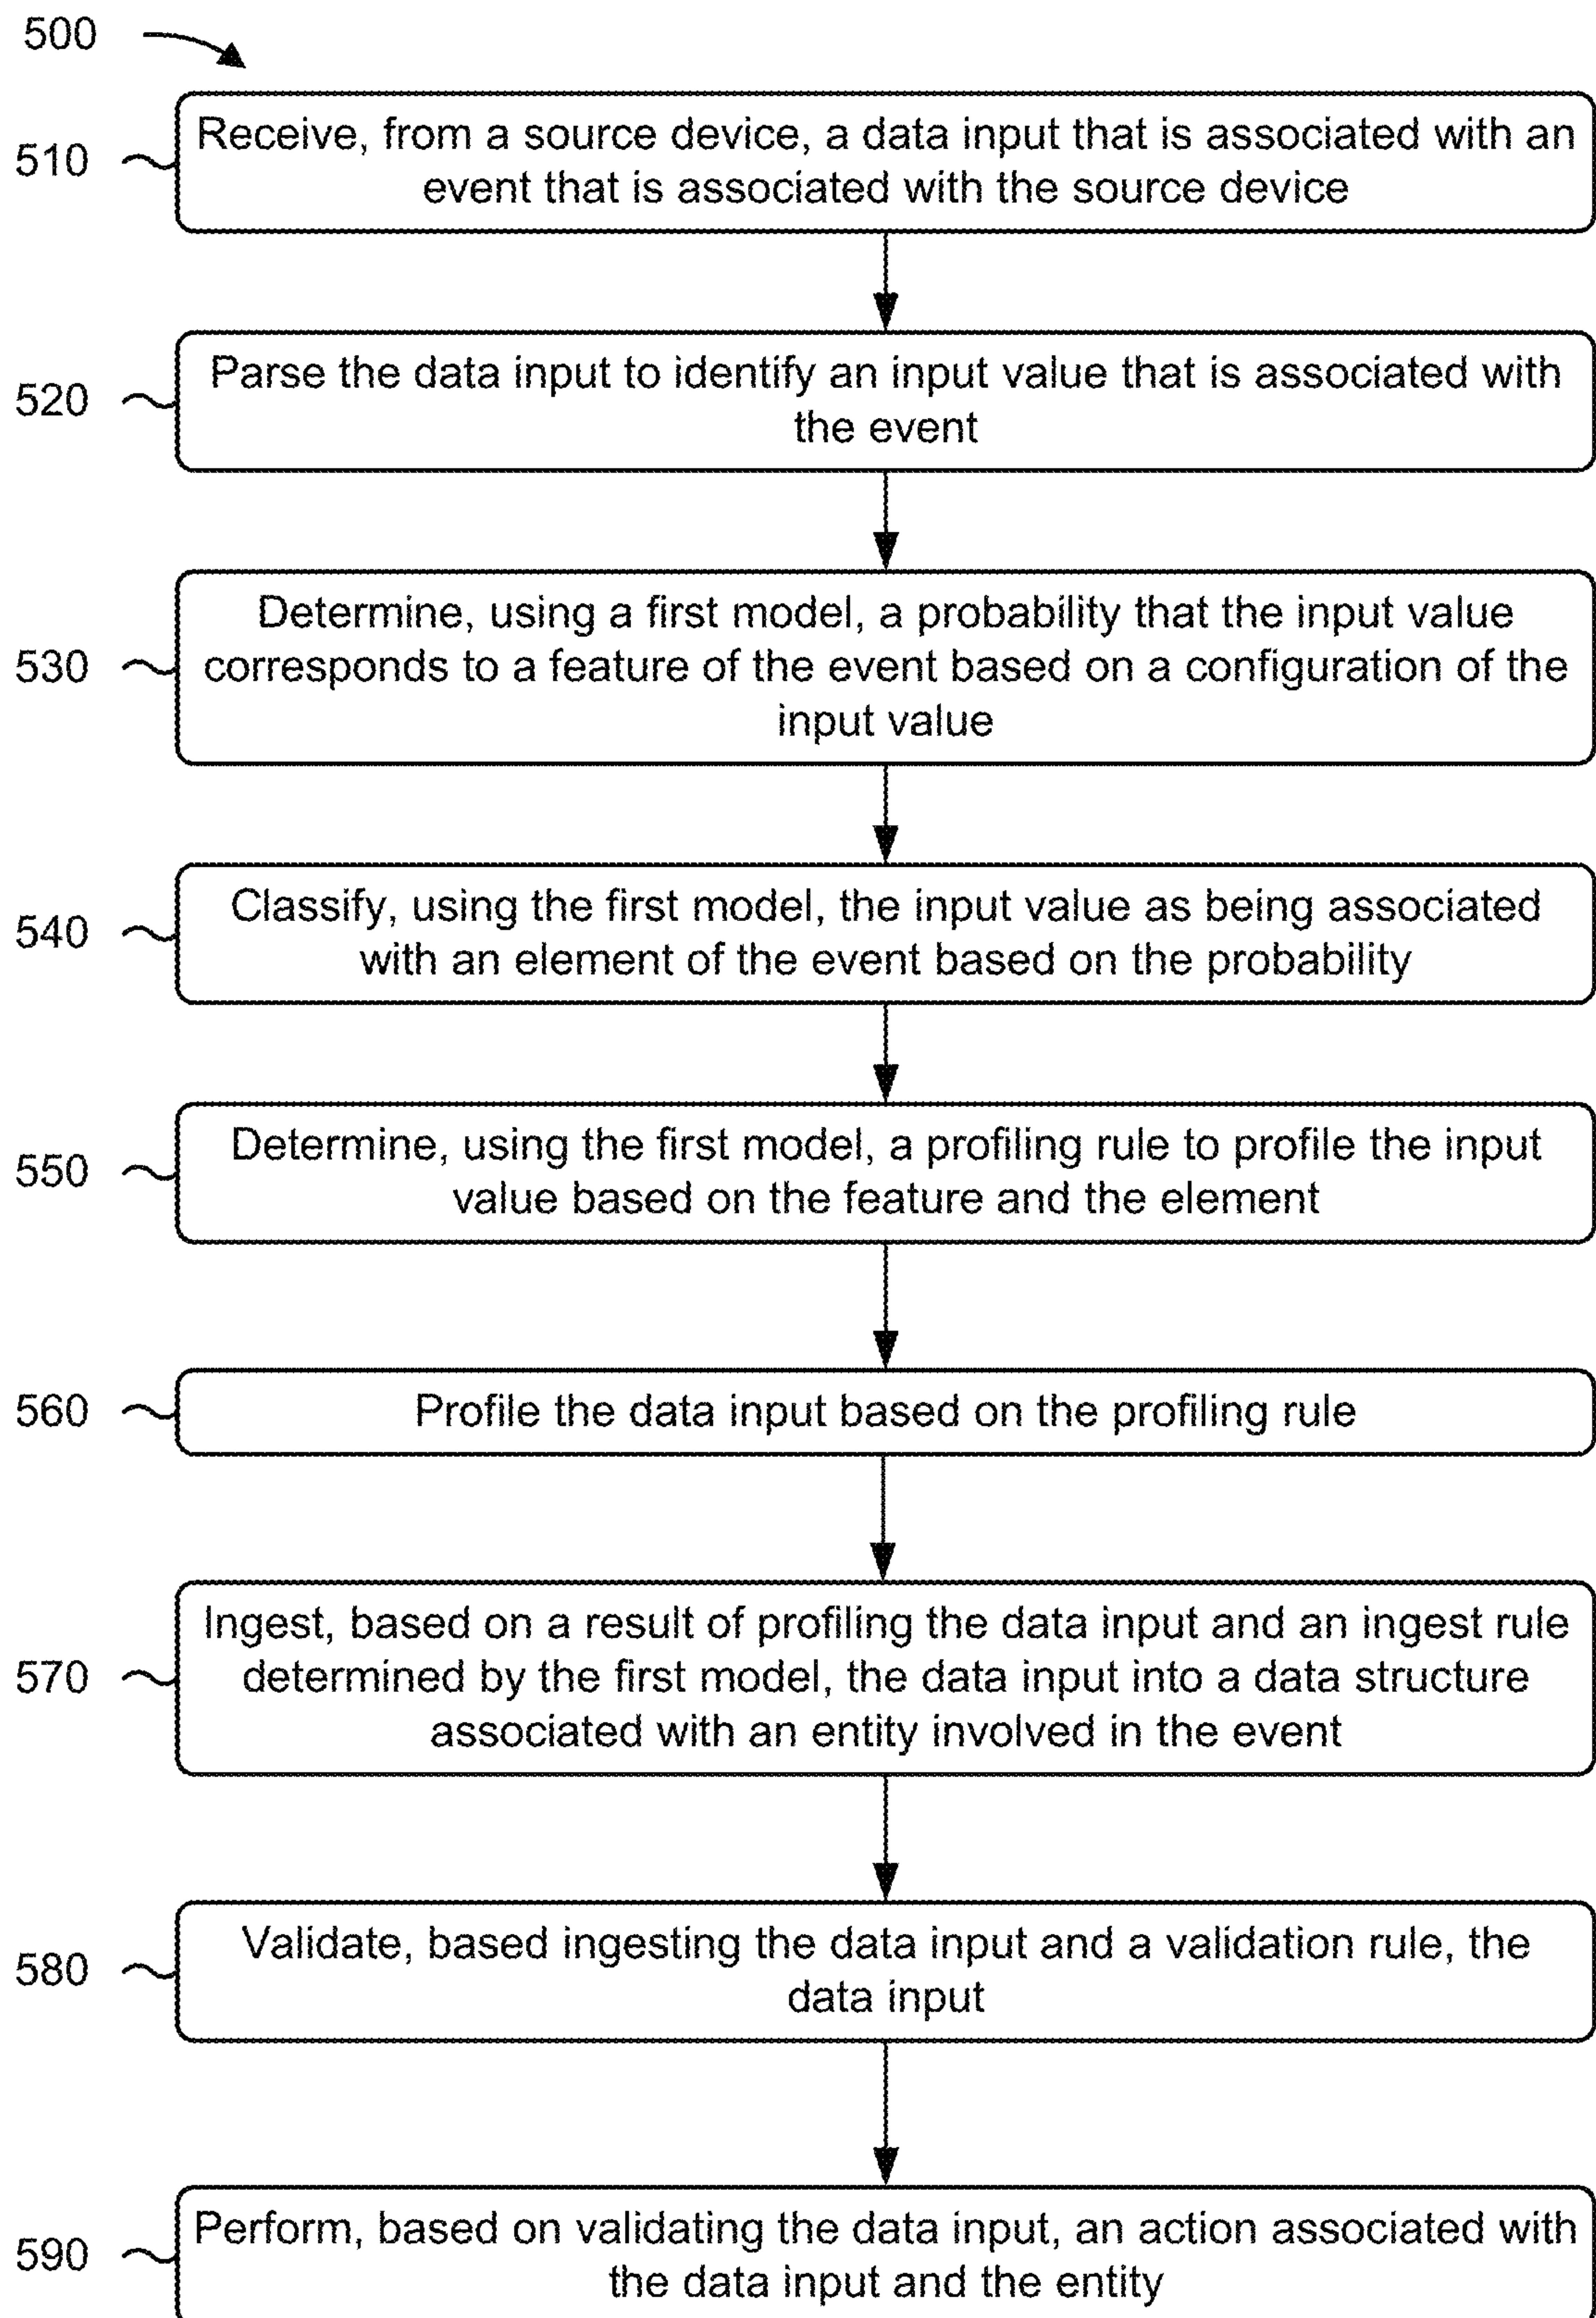 500
510
Receive, from a source device, a data input that is associated with an
event that is associated with the source device
520
Parse the data input to identify an input value that is associated with
the event
530
Determine, using a first model, a probability that the input value
corresponds to a feature of the event based on a configuration of the
input value
540
Classify, using the first model, the input value as being associated
with an element of the event based on the probability
550
Determine, using the first model, a profiling rule to profile the input
value based on the feature and the element
560
Profile the data input based on the profiling rule
570
Ingest, based on a result of profiling the data input and an ingest rule
determined by the first model, the data input into a data structure
associated with an entity involved in the event
580
Validate, based ingesting the data input and a validation rule, the
data input
590
Perform, based on validating the data input, an action associated with
the data input and the entity